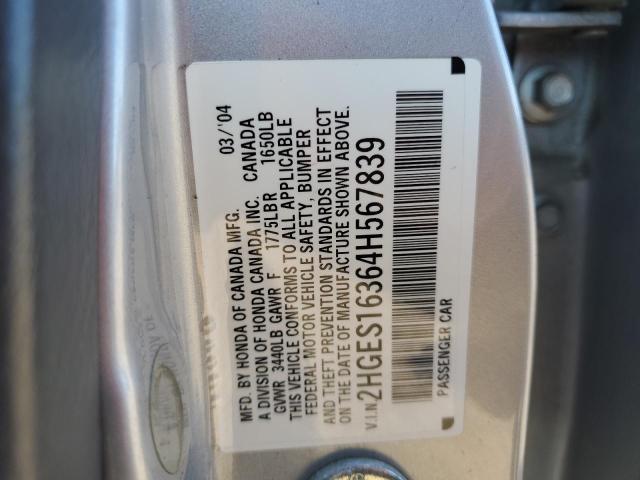 MFD. BY HONDA OF CANADA MFG. 03/'04
A DIVISION OF HONDA CANADA INC. CANADA
GVWR 3440LB GAWR F 1775LBR 1650LB
THIS VEHICLE CONFORMS TO ALL APPLICABLE
FEDERAL MOTOR VEHICLE SAFETY, BUMPER
AND THEFT PREVENTION STANDARDS IN EFFECT
ON THE DATE OF MANUFACTURE SHOWN ABOVE.
V.I.N. 2HGES16364H567839
PASSENGER CAR